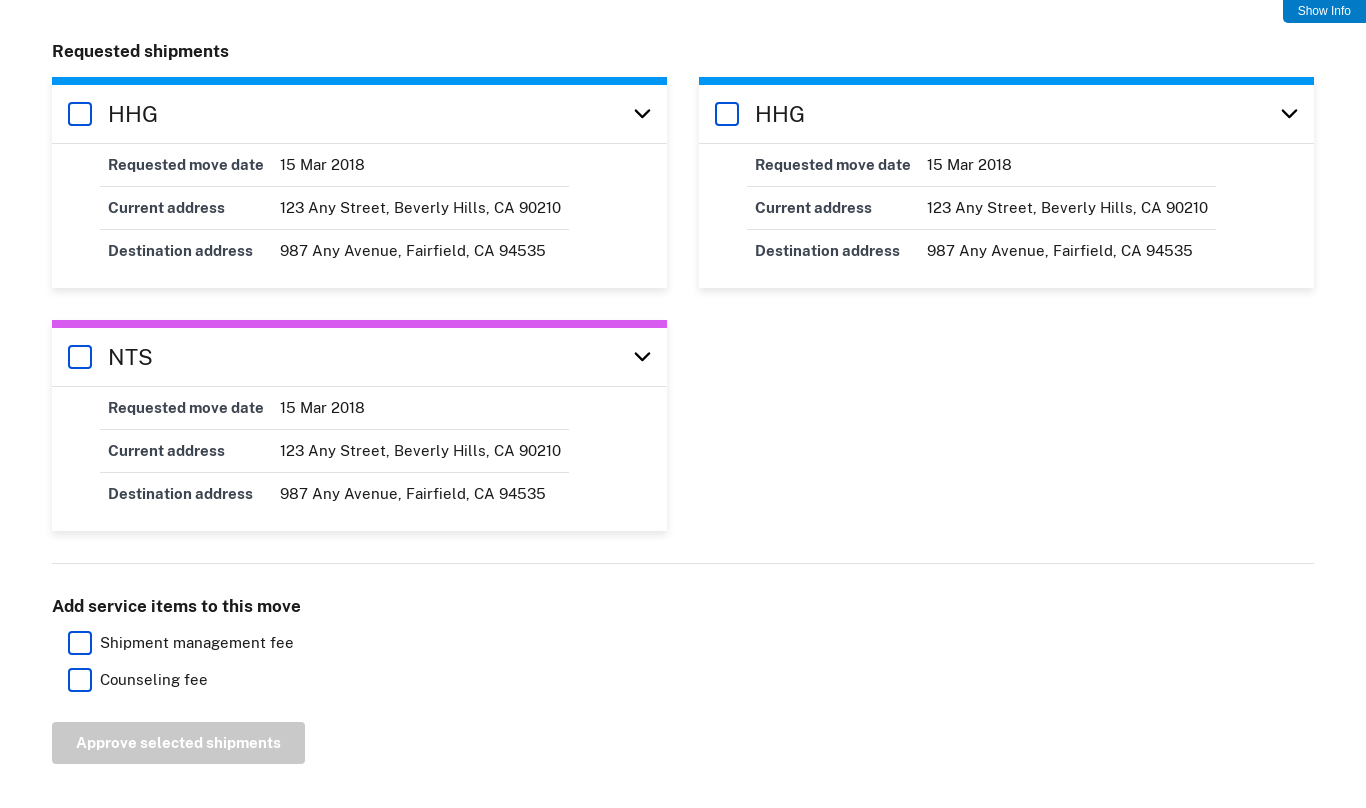 Show Info
Requested shipments
HHG
Requested move date 15 Mar 2018
Current address 123 Any Street, Beverly Hills, CA 90210
Destination address 987 Any Avenue, Fairfield, CA 94535
HHG
Requested move date 15 Mar 2018
Current address 123 Any Street, Beverly Hills, CA 90210
Destination address 987 Any Avenue, Fairfield, CA 94535
NTS
Requested move date 15 Mar 2018
Current address 123 Any Street, Beverly Hills, CA 90210
Destination address 987 Any Avenue, Fairfield, CA 94535
Add service items to this move
Shipment management fee
Counseling fee
Approve selected shipments